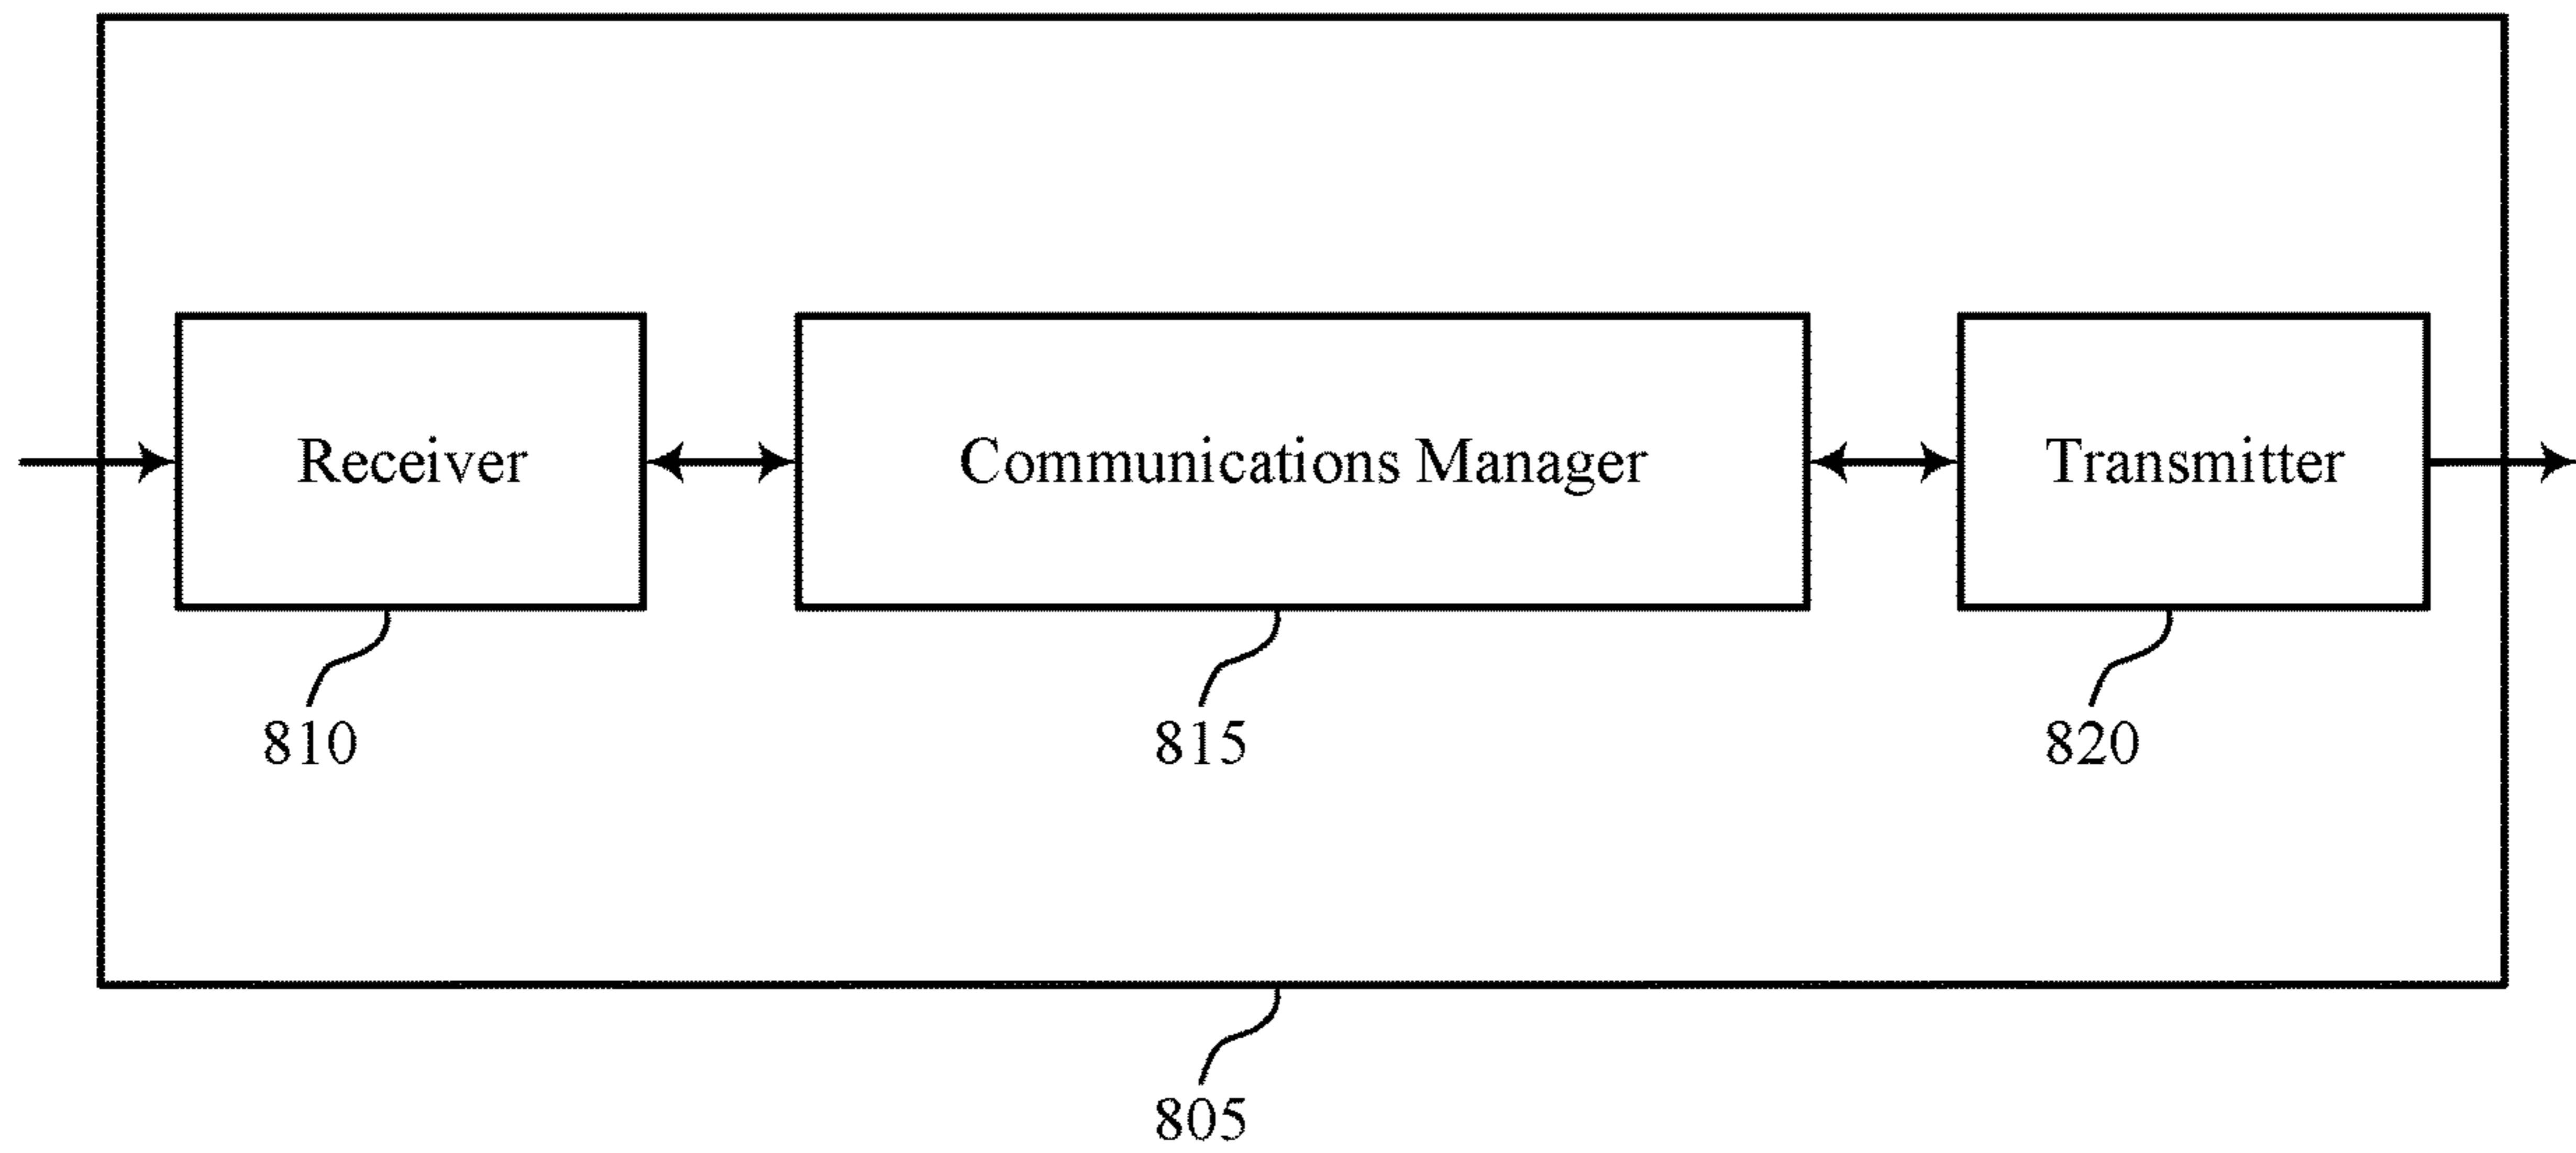 Receiver
Communications Manager
Transmitter
810
815
820
805